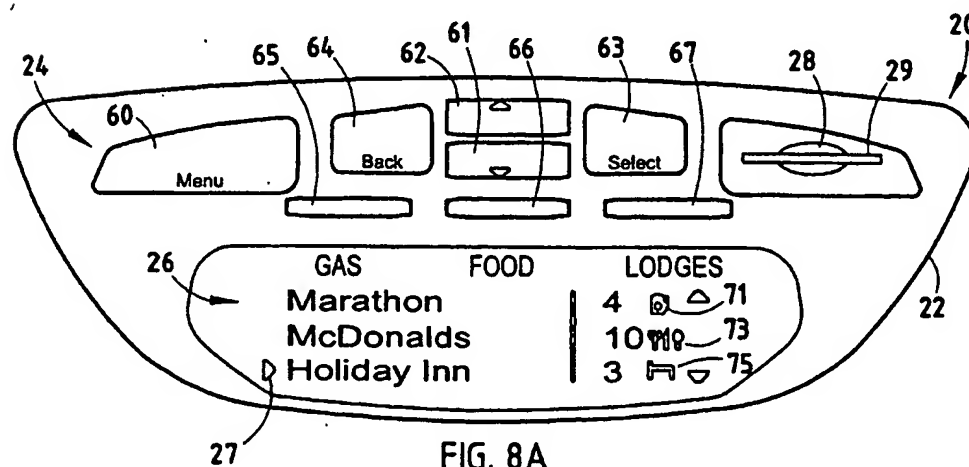 20
61
66
62
63
67
64
28
65
29
24
60
Back
Select
Menu
26
GAS FOOD LODGES
Marathon 4 71
McDonalds 10 73
Holiday Inn 3 75
22
27
FIG. 8A